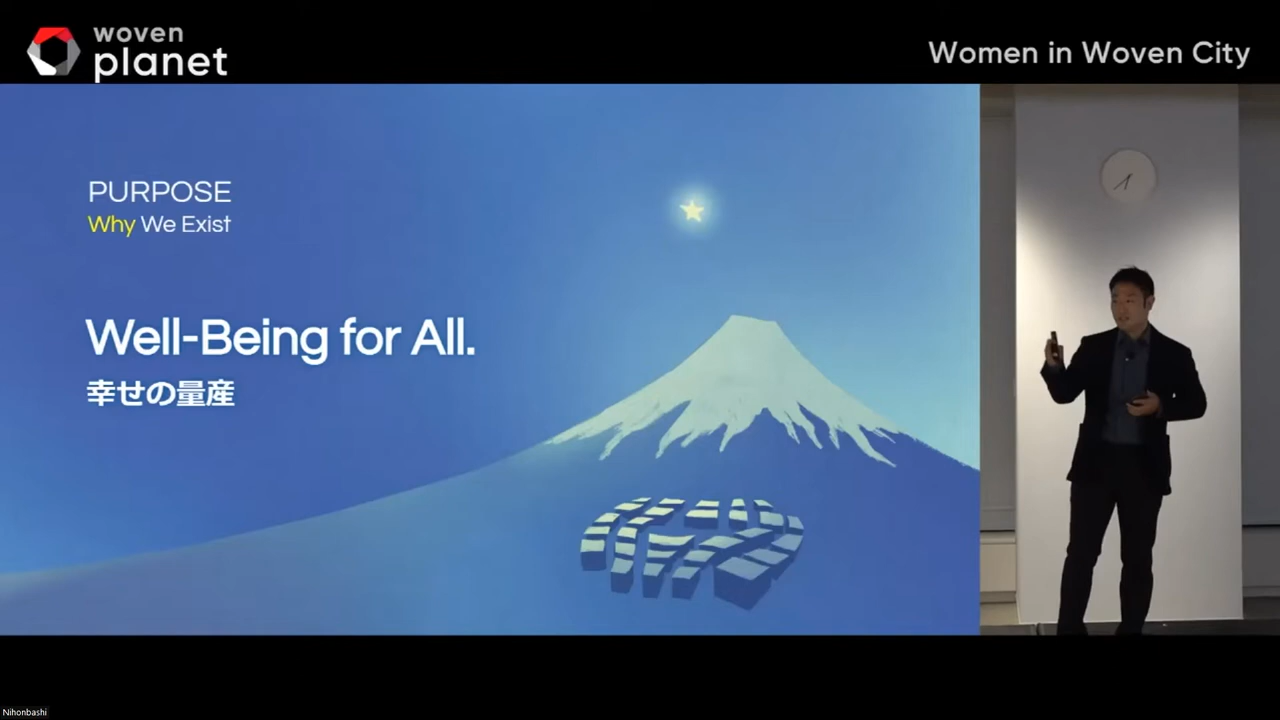 woven
planet
Women in Woven City
PURPOSE
Why We Exist
Well-Being for All.
幸せの量産
Nihonbashi